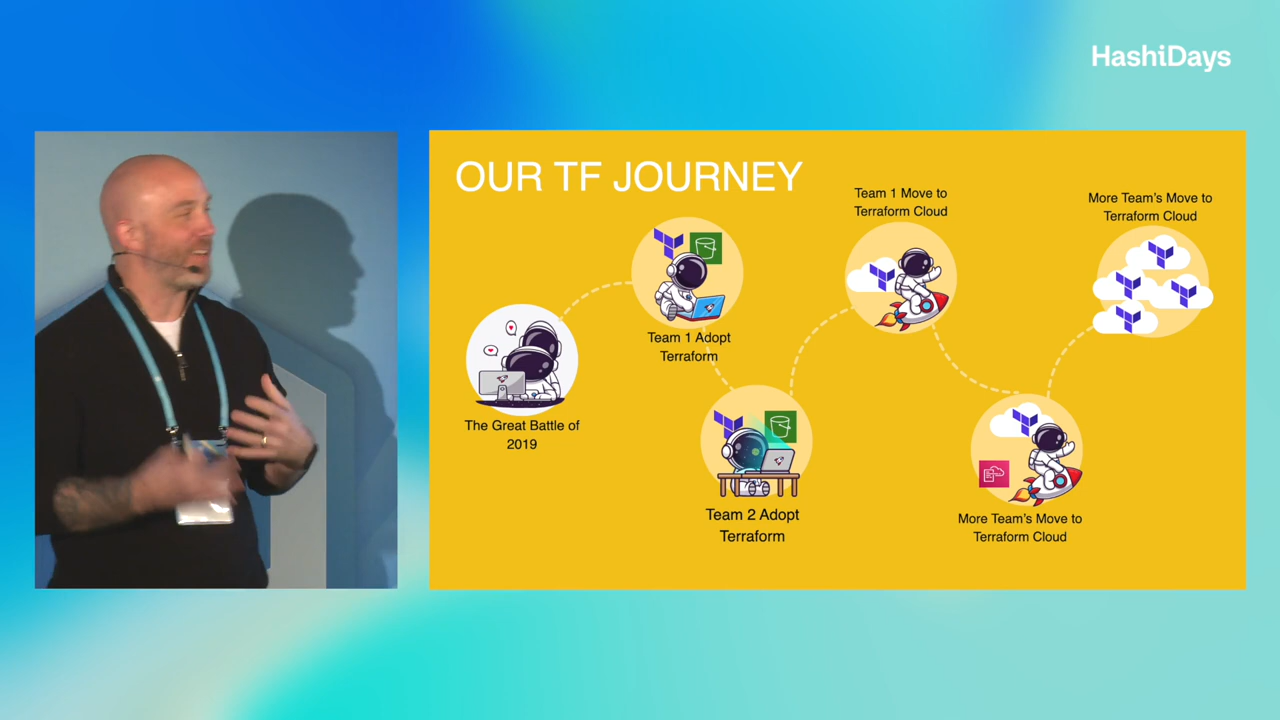 HashiDays
OUR TF JOURNEY
The Great Battle of
2019
Team 1 Adopt
Terraform
Team 2 Adopt
Terraform
Team 1 Move to
Terraform Cloud
More Team's Move to
Terraform Cloud
More Team's Move to
Terraform Cloud